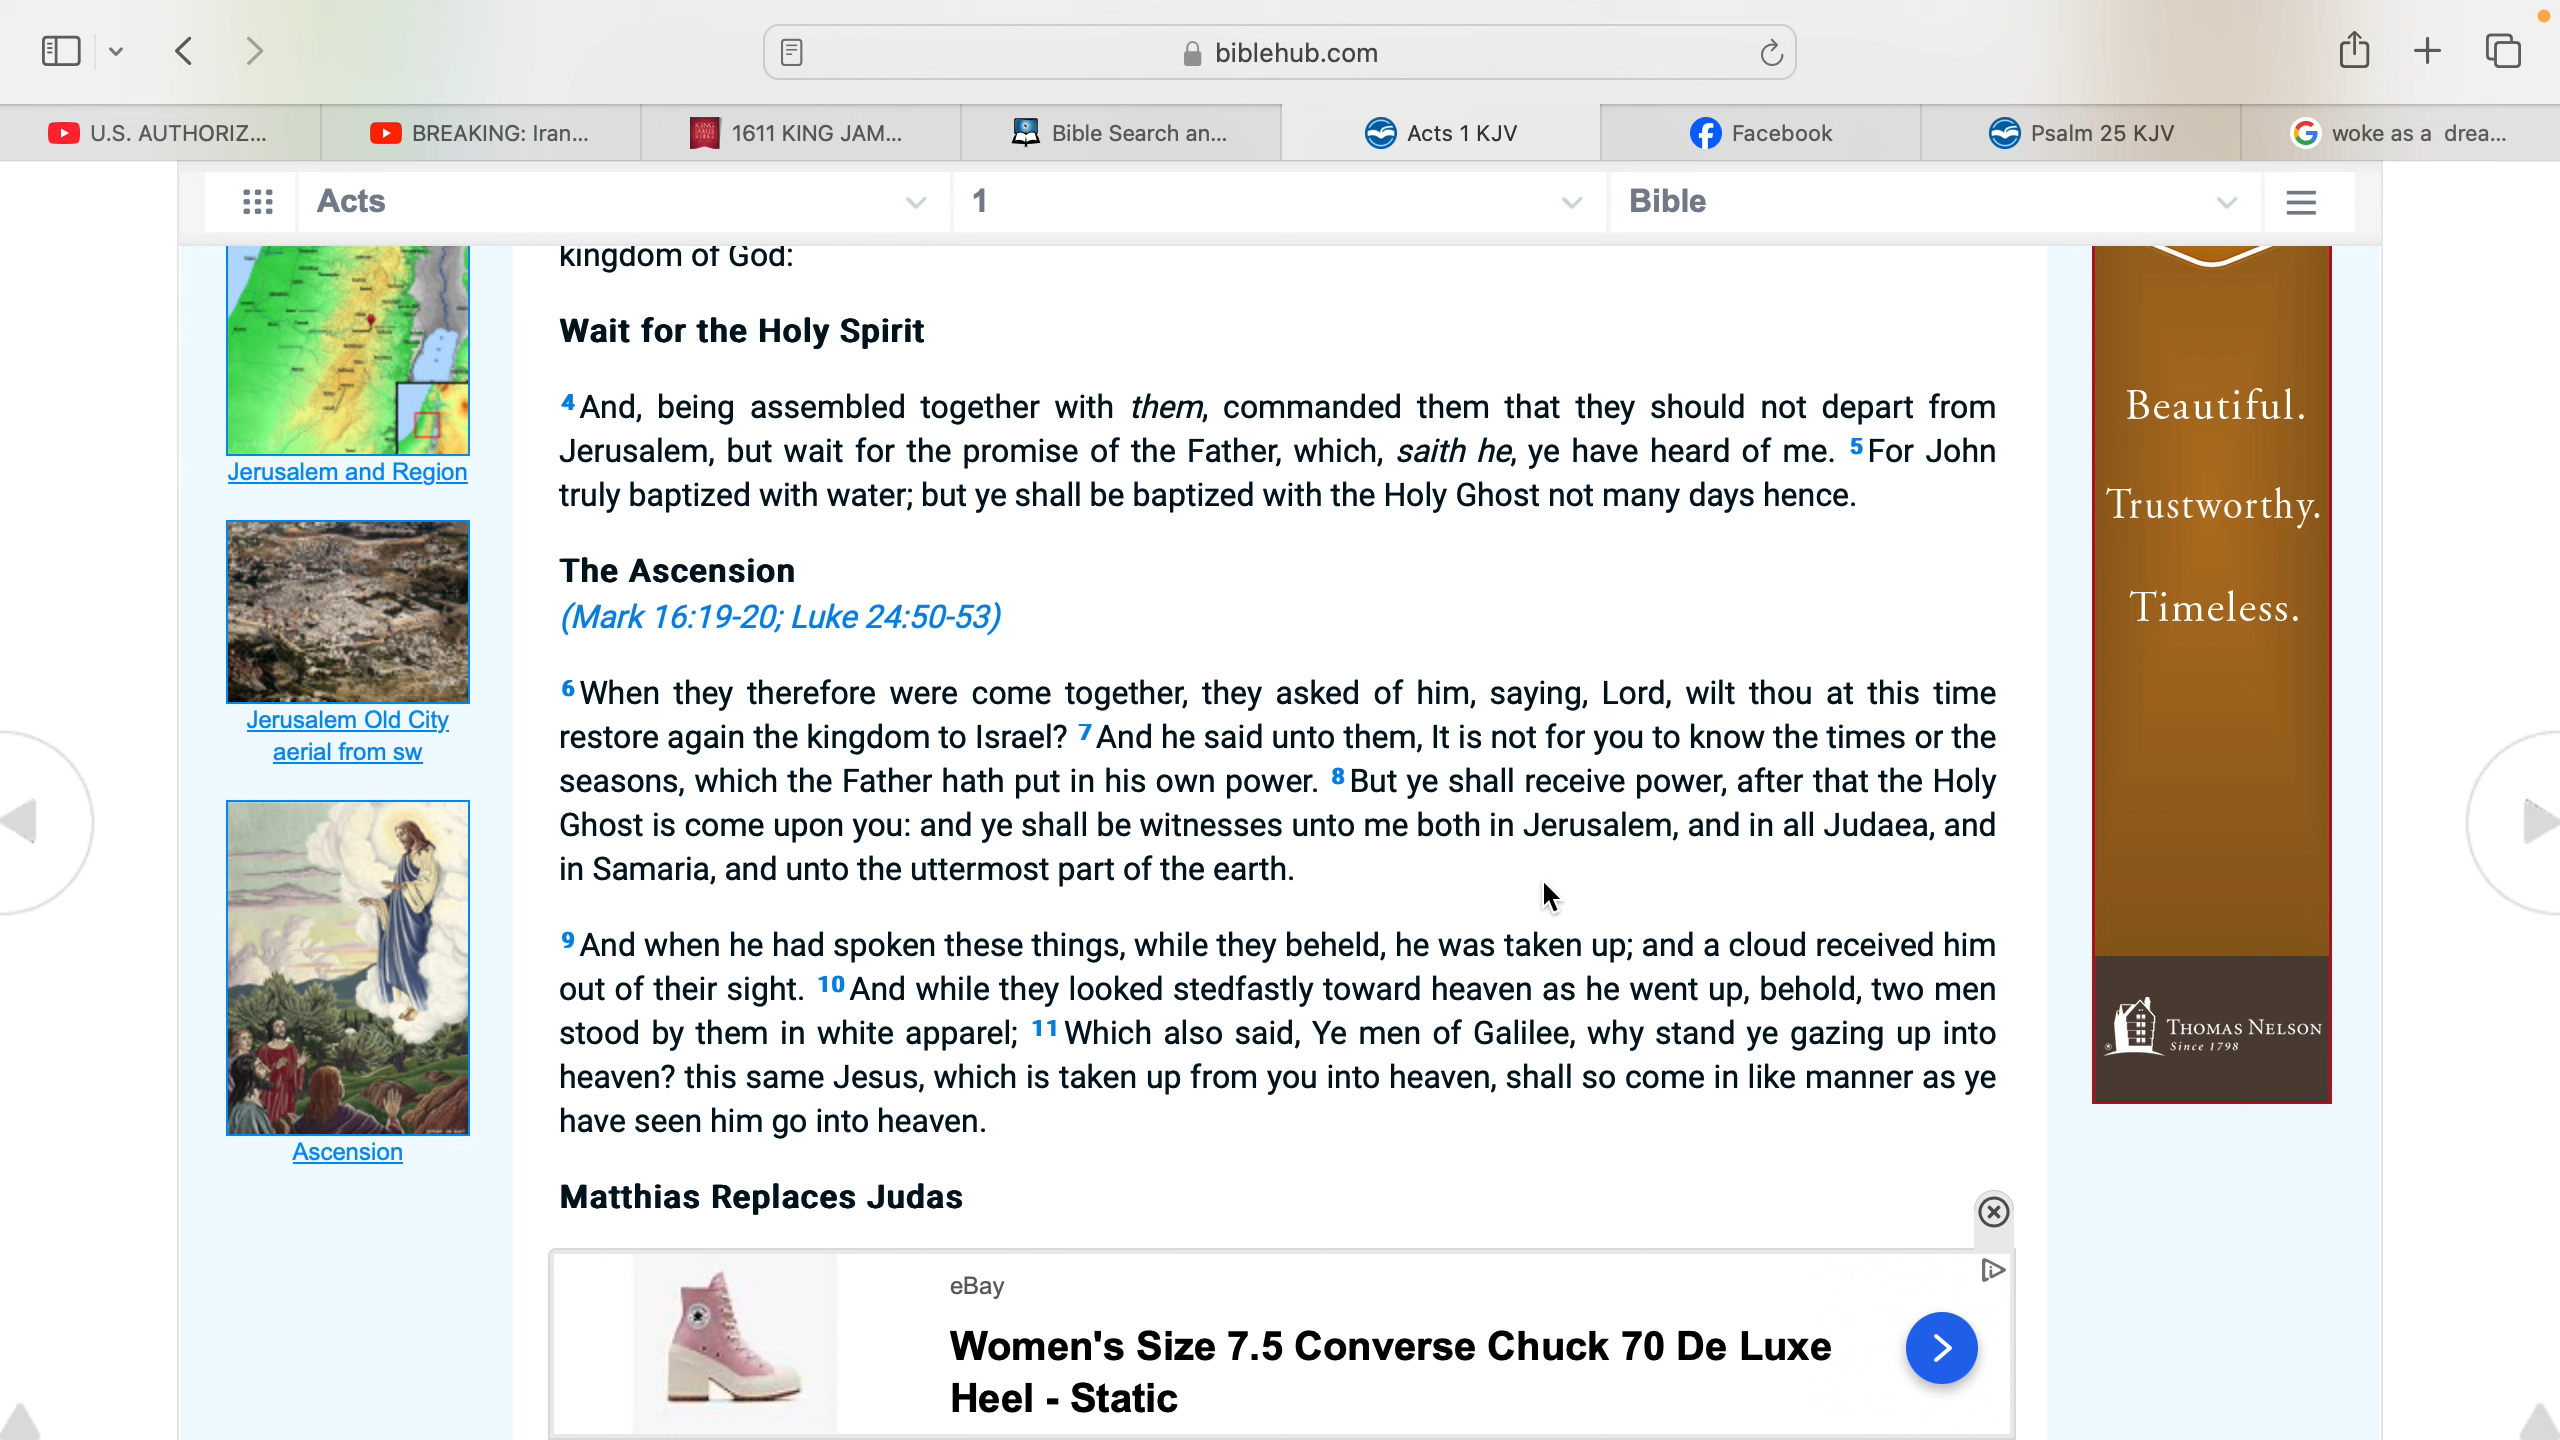 biblehub.com
U.S. AUTHORIZ...
BREAKING: Iran...
1611 KING JAM...
Bible Search an...
Acts 1 KJV
Facebook
Psalm 25 KJV
woke as a drea...
Acts
1
Bible
kingdom of God:
Wait for the Holy Spirit
4 And, being assembled together with them, commanded them that they should not depart from
Jerusalem, but wait for the promise of the Father, which, saith he, ye have heard of me. 5 For John
truly baptized with water; but ye shall be baptized with the Holy Ghost not many days hence.
The Ascension
(Mark 16:19-20; Luke 24:50-53)
6 When they therefore were come together, they asked of him, saying, Lord, wilt thou at this time
restore again the kingdom to Israel? 7 And he said unto them, It is not for you to know the times or the
seasons, which the Father hath put in his own power. 8 But ye shall receive power, after that the Holy
Ghost is come upon you: and ye shall be witnesses unto me both in Jerusalem, and in all Judaea, and
in Samaria, and unto the uttermost part of the earth.
9 And when he had spoken these things, while they beheld, he was taken up; and a cloud received him
out of their sight. 10 And while they looked stedfastly toward heaven as he went up, behold, two men
stood by them in white apparel; 11 Which also said, Ye men of Galilee, why stand ye gazing up into
heaven? this same Jesus, which is taken up from you into heaven, shall so come in like manner as ye
have seen him go into heaven.
Matthias Replaces Judas
Jerusalem and Region
Jerusalem Old City
aerial from sw
Ascension
Beautiful.
Trustworthy.
Timeless.
THOMAS NELSON
Since 1798
eBay
Women's Size 7.5 Converse Chuck 70 De Luxe
Heel - Static